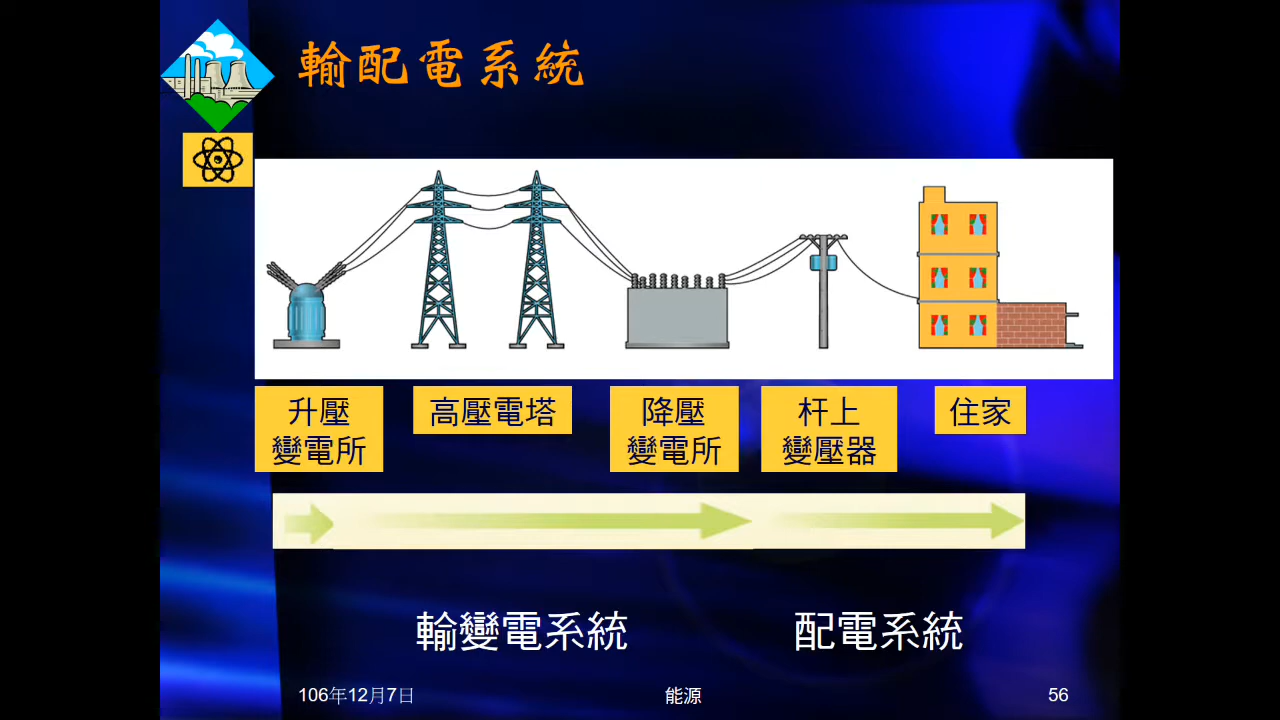 輸配電系統
升壓
變電所
高壓電塔
降壓
變電所
杆上
變壓器
住家
輸變電系統
配電系統
106年12月7日
能源
56